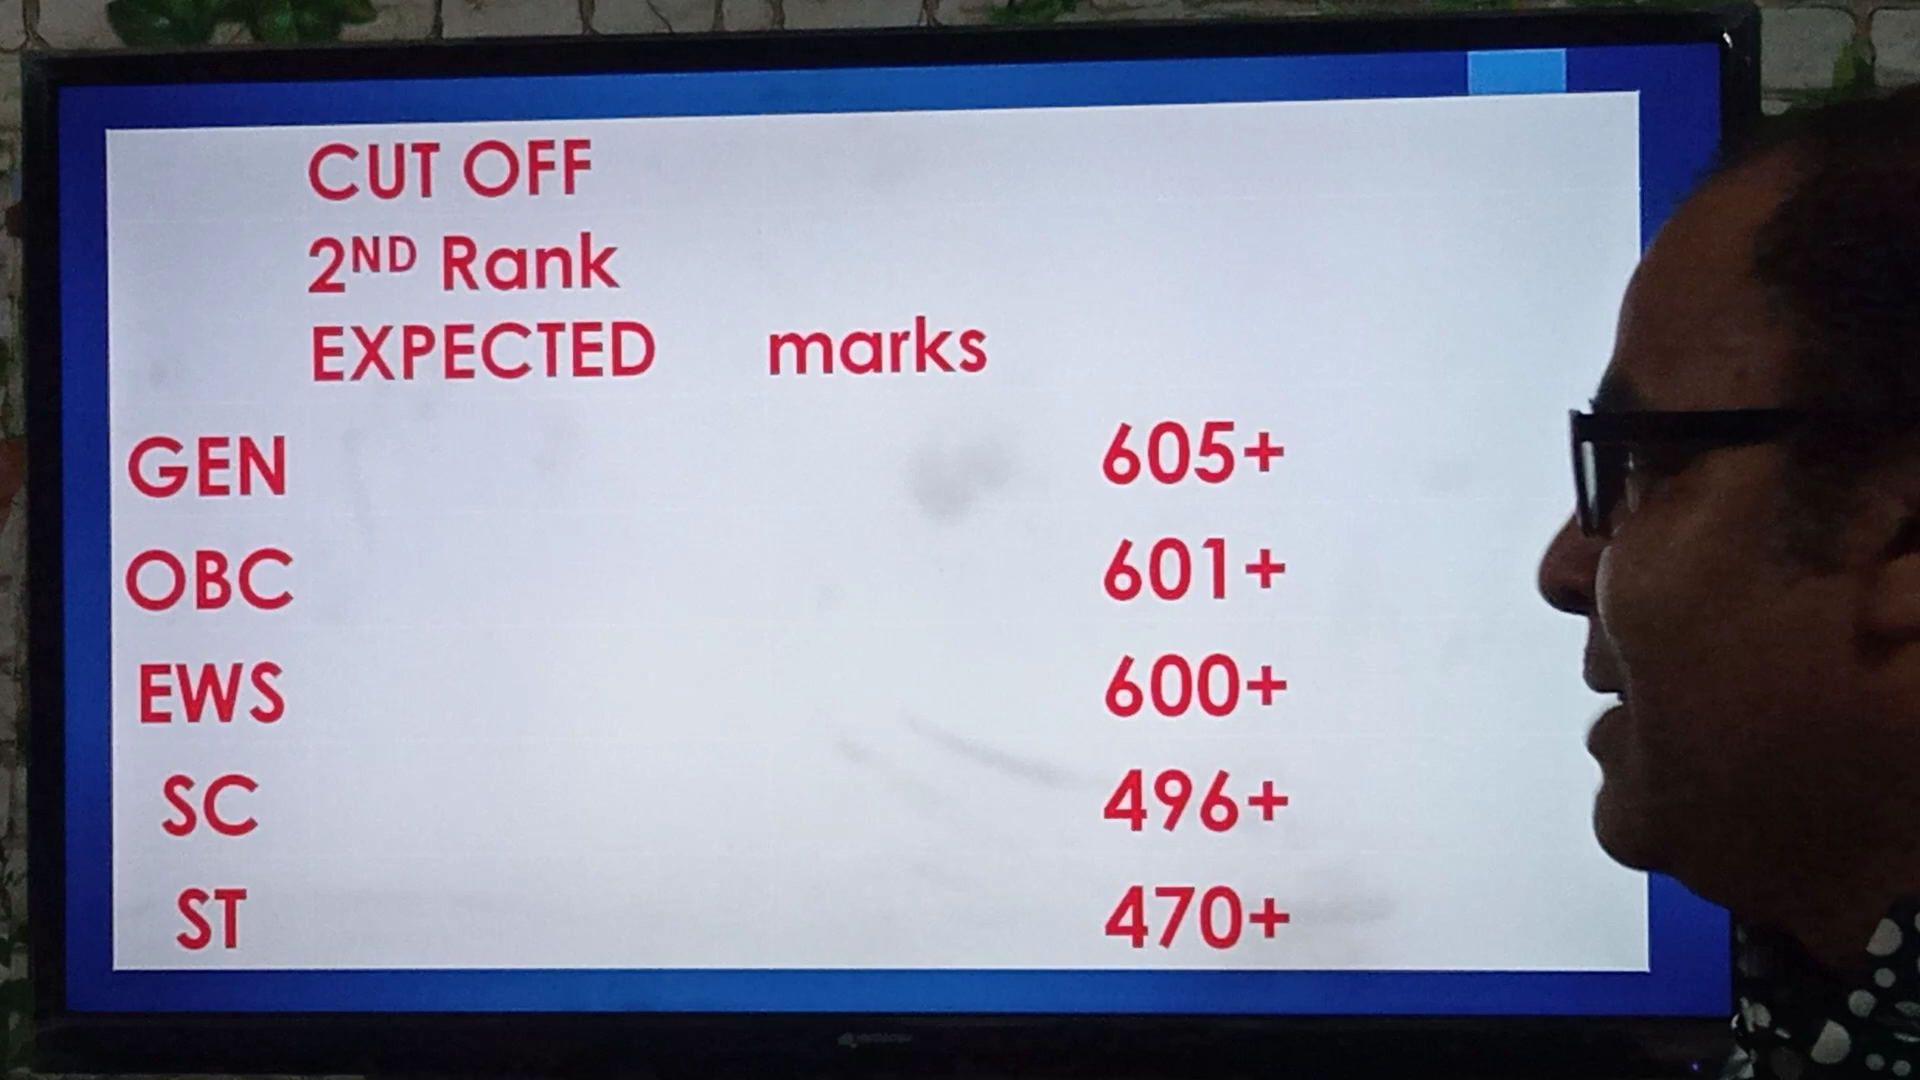 CUT OFF
2ND Rank
EXPECTED marks
GEN 605+
OBC 601+
EWS 600+
SC 496+
ST 470+